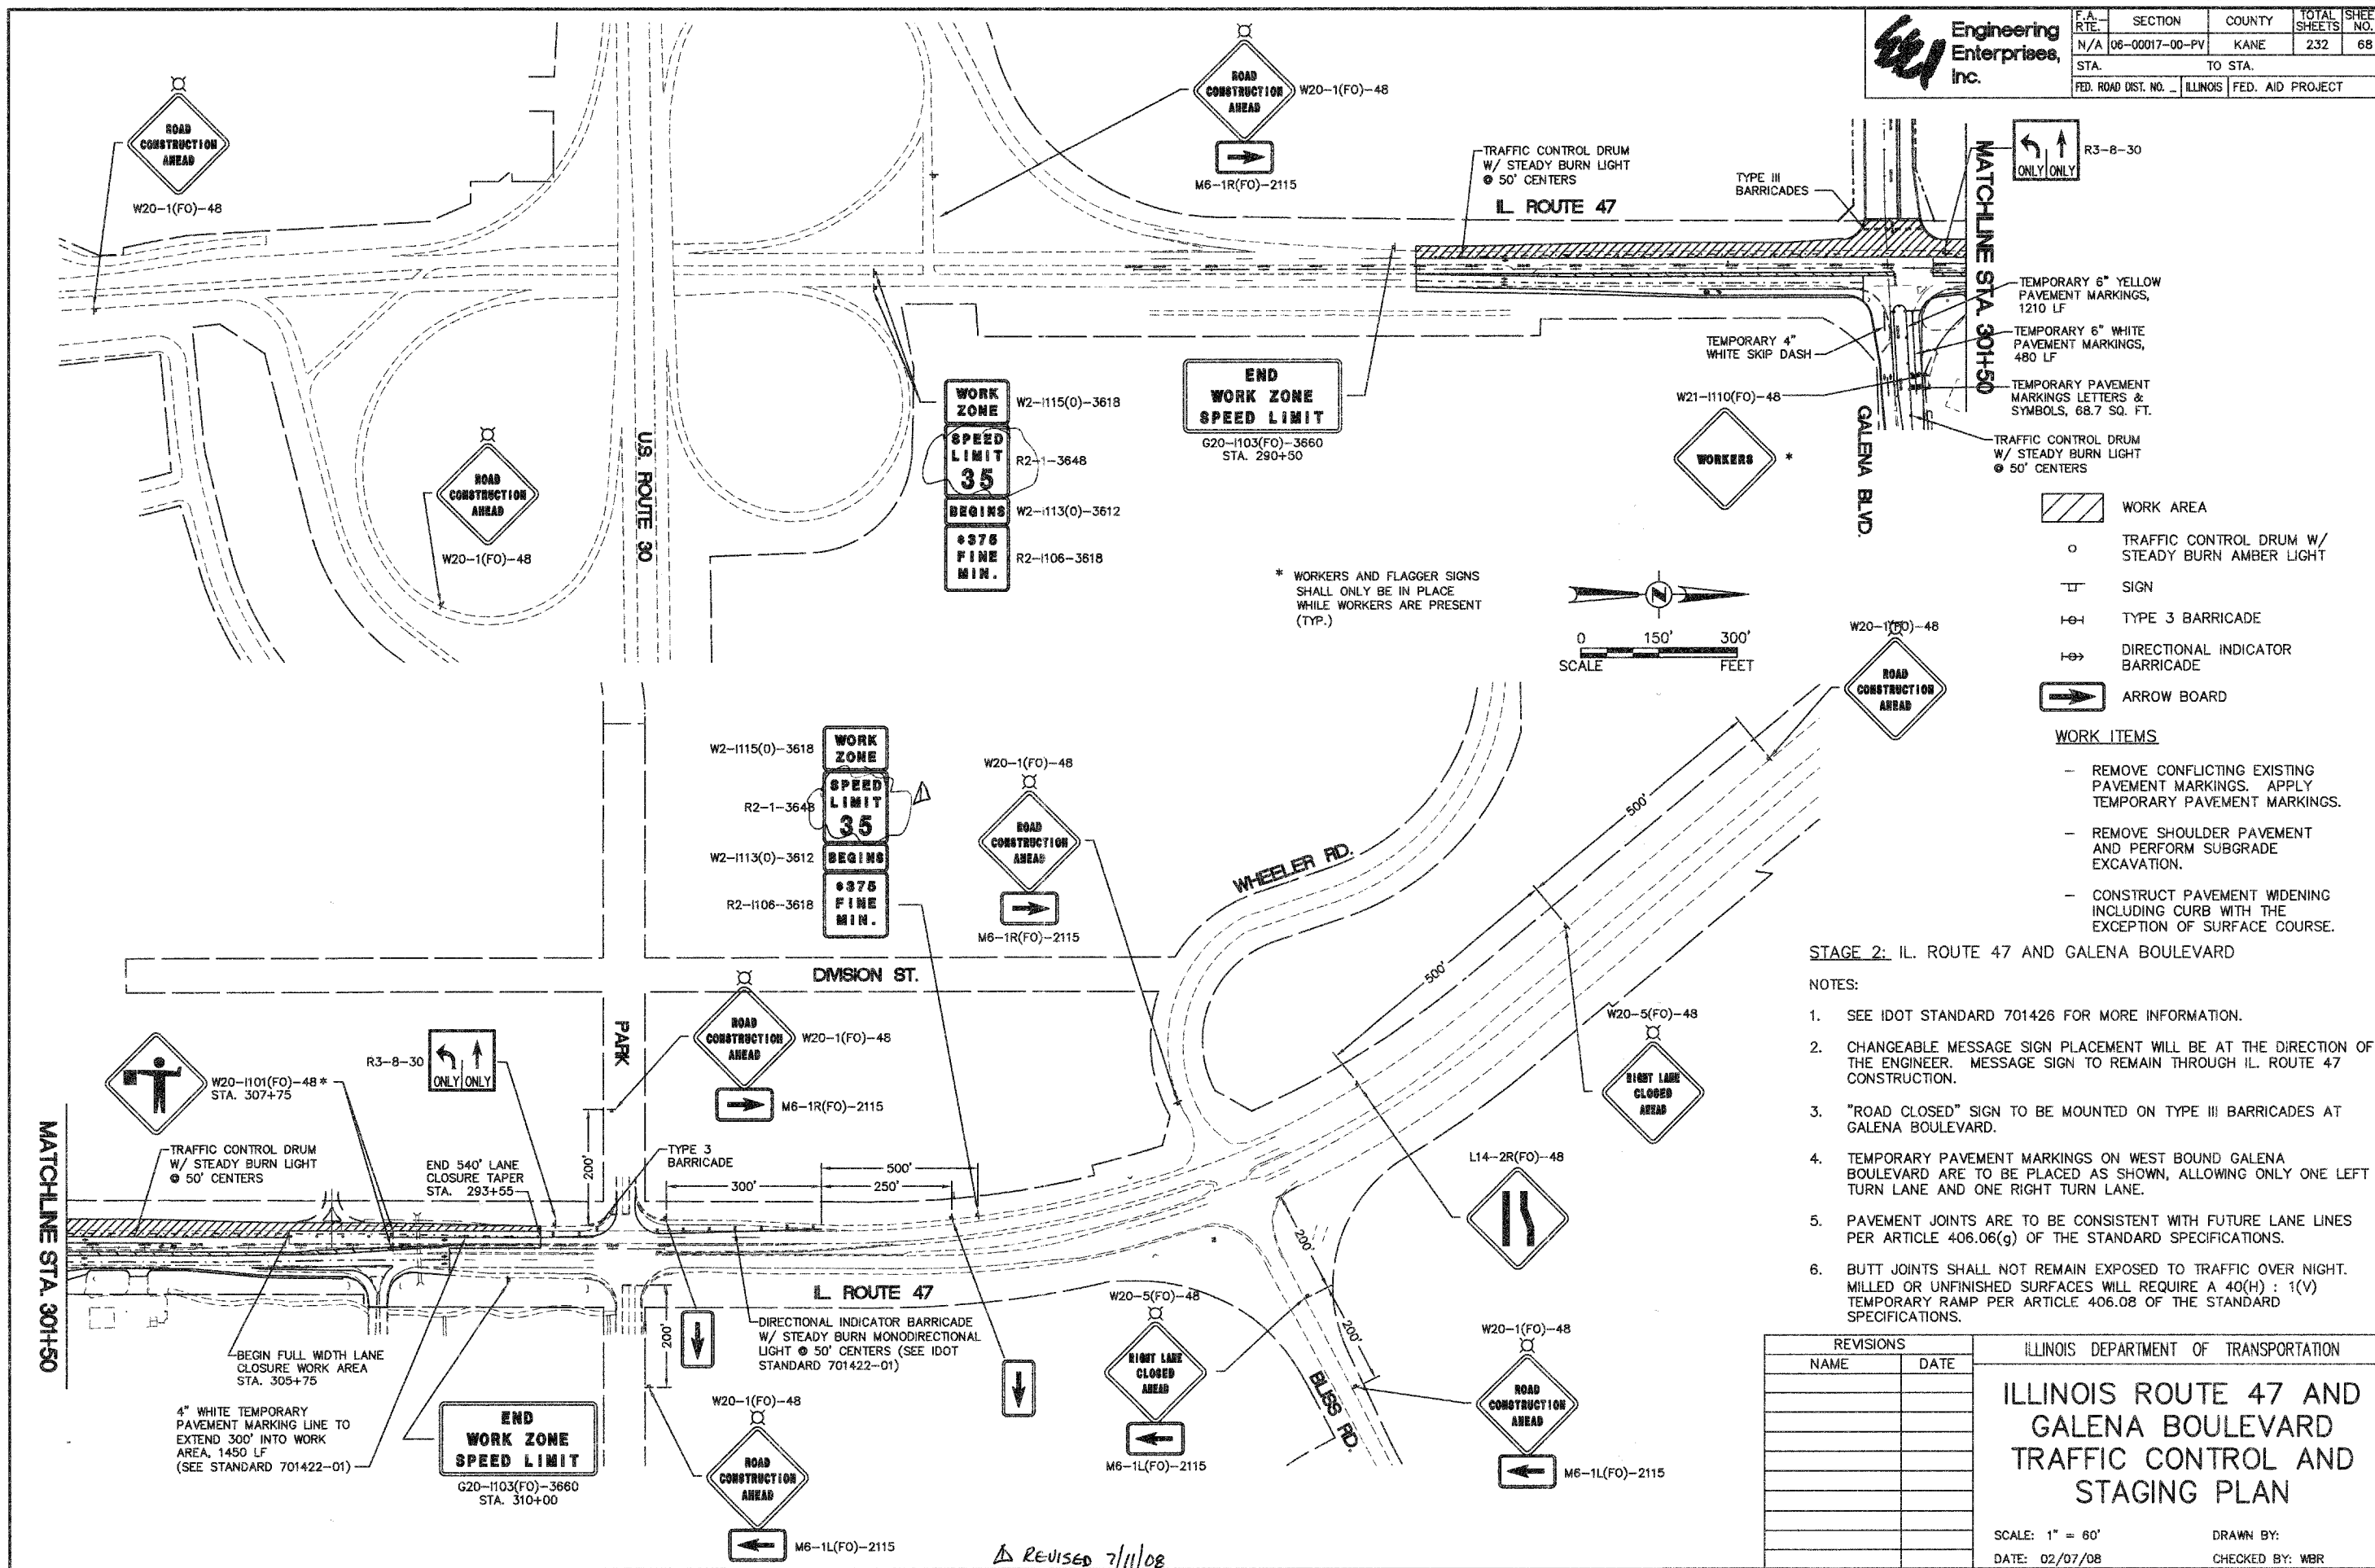 Engineering
Enterprises,
Inc.
F.A. RTE. SECTION COUNTY TOTAL SHEETS SHEE NO.
N/A 06-00017-00-PV KANE 232 68
STA. TO STA.
FED. ROAD DIST. NO. _ ILLINOIS FED. AID PROJECT
ROAD
CONSTRUCTION
AHEAD
W20-1(FO)-48
ROAD
CONSTRUCTION
AHEAD
W20-1(FO)-48
M6-1R(FO)-2115
TRAFFIC CONTROL DRUM
W/ STEADY BURN LIGHT
@ 50' CENTERS
IL. ROUTE 47
TYPE III
BARRICADES
MATCHLINE STA. 301+50
ONLY ONLY
R3-8-30
TEMPORARY 6" YELLOW
PAVEMENT MARKINGS,
1210 LF
TEMPORARY 6" WHITE
PAVEMENT MARKINGS,
480 LF
TEMPORARY 4"
WHITE SKIP DASH
TEMPORARY PAVEMENT
MARKINGS LETTERS &
SYMBOLS, 68.7 SQ. FT.
W21-I110(FO)-48
WORKERS
*
GALENA BLVD.
TRAFFIC CONTROL DRUM
W/ STEADY BURN LIGHT
@ 50' CENTERS
ROAD
CONSTRUCTION
AHEAD
W20-1(FO)-48
U.S. ROUTE 30
WORK
ZONE
W2-I115(O)-3618
SPEED
LIMIT
35
R2-1-3648
BEGINS
W2-I113(O)-3612
$375
FINE
MIN.
R2-I106-3618
END
WORK ZONE
SPEED LIMIT
G20-I103(FO)-3660
STA. 290+50
* WORKERS AND FLAGGER SIGNS
SHALL ONLY BE IN PLACE
WHILE WORKERS ARE PRESENT
(TYP.)
N
0 150' 300'
SCALE FEET
WORK AREA
TRAFFIC CONTROL DRUM W/
STEADY BURN AMBER LIGHT
SIGN
TYPE 3 BARRICADE
DIRECTIONAL INDICATOR
BARRICADE
ARROW BOARD
WORK ITEMS
- REMOVE CONFLICTING EXISTING
PAVEMENT MARKINGS. APPLY
TEMPORARY PAVEMENT MARKINGS.
- REMOVE SHOULDER PAVEMENT
AND PERFORM SUBGRADE
EXCAVATION.
- CONSTRUCT PAVEMENT WIDENING
INCLUDING CURB WITH THE
EXCEPTION OF SURFACE COURSE.
W20-1(FO)-48
ROAD
CONSTRUCTION
AHEAD
500'
500'
W2-I115(O)-3618
WORK
ZONE
R2-1-3648
SPEED
LIMIT
35
W2-I113(O)-3612
BEGINS
R2-I106-3618
$375
FINE
MIN.
W20-1(FO)-48
ROAD
CONSTRUCTION
AHEAD
M6-1R(FO)-2115
WHEELER RD.
DIVISION ST.
PARK
ROAD
CONSTRUCTION
AHEAD
W20-1(FO)-48
M6-1R(FO)-2115
W20-5(FO)-48
RIGHT LANE
CLOSED
AHEAD
L14-2R(FO)-48
MATCHLINE STA. 301+50
W20-I101(FO)-48*
STA. 307+75
R3-8-30
ONLY ONLY
TRAFFIC CONTROL DRUM
W/ STEADY BURN LIGHT
@ 50' CENTERS
END 540' LANE
CLOSURE TAPER
STA. 293+55
200'
TYPE 3
BARRICADE
500'
300' 250'
IL. ROUTE 47
200'
DIRECTIONAL INDICATOR BARRICADE
W/ STEADY BURN MONODIRECTIONAL
LIGHT @ 50' CENTERS (SEE IDOT
STANDARD 701422-01)
BEGIN FULL WIDTH LANE
CLOSURE WORK AREA
STA. 305+75
4" WHITE TEMPORARY
PAVEMENT MARKING LINE TO
EXTEND 300' INTO WORK
AREA, 1450 LF
(SEE STANDARD 701422-01)
END
WORK ZONE
SPEED LIMIT
G20-I103(FO)-3660
STA. 310+00
W20-1(FO)-48
ROAD
CONSTRUCTION
AHEAD
M6-1L(FO)-2115
200'
200'
BLISS RD.
W20-5(FO)-48
RIGHT LANE
CLOSED
AHEAD
M6-1L(FO)-2115
W20-1(FO)-48
ROAD
CONSTRUCTION
AHEAD
M6-1L(FO)-2115
REVISED 7/11/08
STAGE 2: IL. ROUTE 47 AND GALENA BOULEVARD
NOTES:
1. SEE IDOT STANDARD 701426 FOR MORE INFORMATION.
2. CHANGEABLE MESSAGE SIGN PLACEMENT WILL BE AT THE DIRECTION OF
THE ENGINEER. MESSAGE SIGN TO REMAIN THROUGH IL. ROUTE 47
CONSTRUCTION.
3. "ROAD CLOSED" SIGN TO BE MOUNTED ON TYPE III BARRICADES AT
GALENA BOULEVARD.
4. TEMPORARY PAVEMENT MARKINGS ON WEST BOUND GALENA
BOULEVARD ARE TO BE PLACED AS SHOWN, ALLOWING ONLY ONE LEFT
TURN LANE AND ONE RIGHT TURN LANE.
5. PAVEMENT JOINTS ARE TO BE CONSISTENT WITH FUTURE LANE LINES
PER ARTICLE 406.06(g) OF THE STANDARD SPECIFICATIONS.
6. BUTT JOINTS SHALL NOT REMAIN EXPOSED TO TRAFFIC OVER NIGHT.
MILLED OR UNFINISHED SURFACES WILL REQUIRE A 40(H) : 1(V)
TEMPORARY RAMP PER ARTICLE 406.08 OF THE STANDARD
SPECIFICATIONS.
REVISIONS
NAME DATE
ILLINOIS DEPARTMENT OF TRANSPORTATION
ILLINOIS ROUTE 47 AND
GALENA BOULEVARD
TRAFFIC CONTROL AND
STAGING PLAN
SCALE: 1" = 60' DRAWN BY:
DATE: 02/07/08 CHECKED BY: WBR